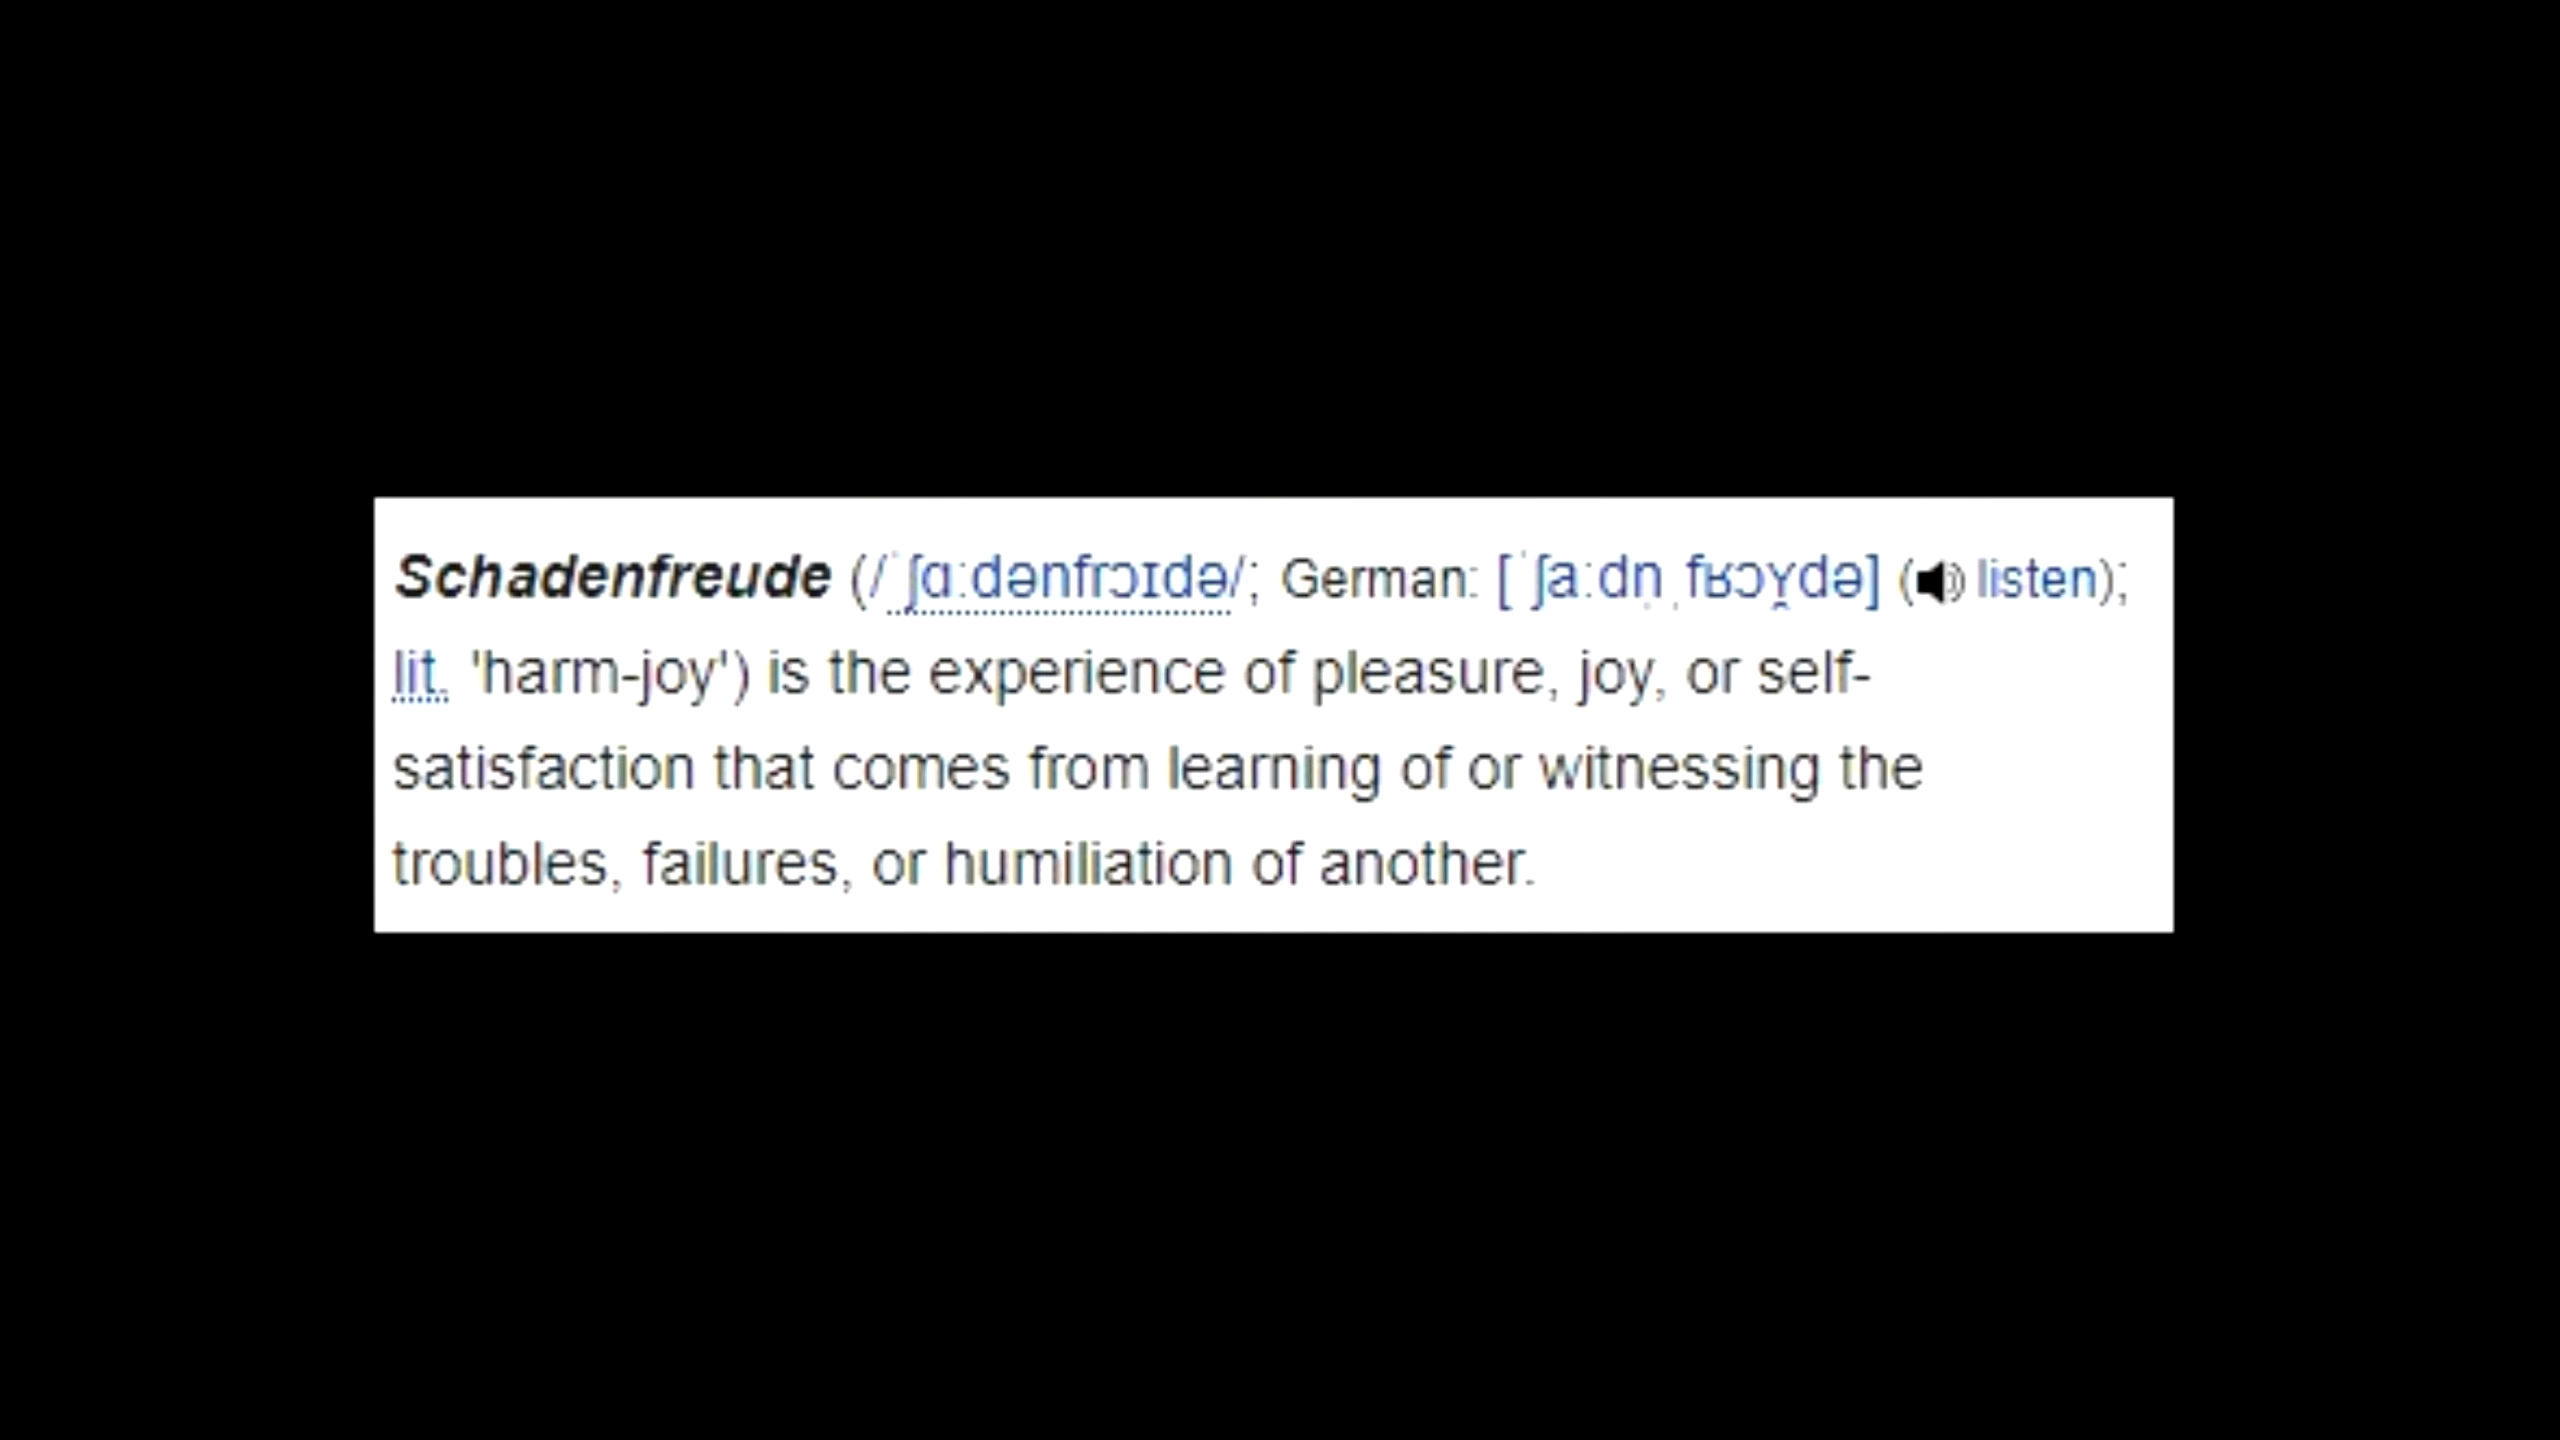 Schadenfreude (/ˈʃɑːdənfrɔɪdə/; German: [ˈʃaːdn̩ˌfʁɔʏ̯də] (listen);
lit. 'harm-joy') is the experience of pleasure, joy, or self-
satisfaction that comes from learning of or witnessing the
troubles, failures, or humiliation of another.